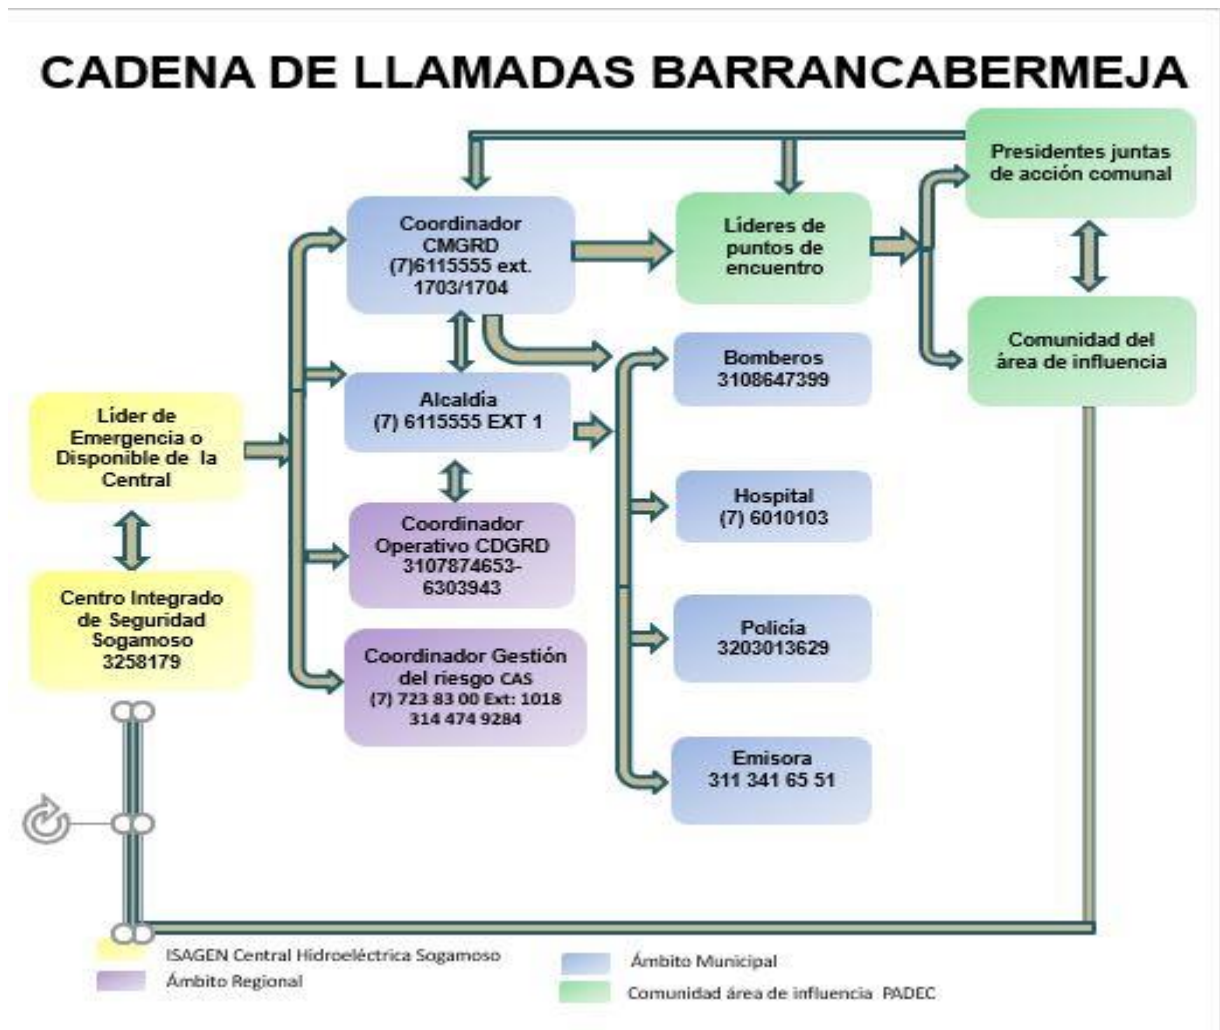 CADENA DE LLAMADAS BARRANCABERMEJA
Presidentes juntas
de acción comunal
Coordinador
CMGRD
(7)6115555 ext.
1703/1704
Líderes de
puntos de
encuentro
Comunidad del
área de influencia
Bomberos
3108647399
Alcaldía
(7) 6115555 EXT 1
Líder de
Emergencia o
Disponible de la
Central
Hospital
(7) 6010103
Coordinador
Operativo CDGRD
3107874653-
6303943
Centro Integrado
de Seguridad
Sogamoso
3258179
Policía
3203013629
Coordinador Gestión
del riesgo CAS
(7) 723 83 00 Ext: 1018
314 474 9284
Emisora
311 341 65 51
ISAGEN Central Hidroeléctrica Sogamoso
Ámbito Regional
Ámbito Municipal
Comunidad área de influencia PADEC